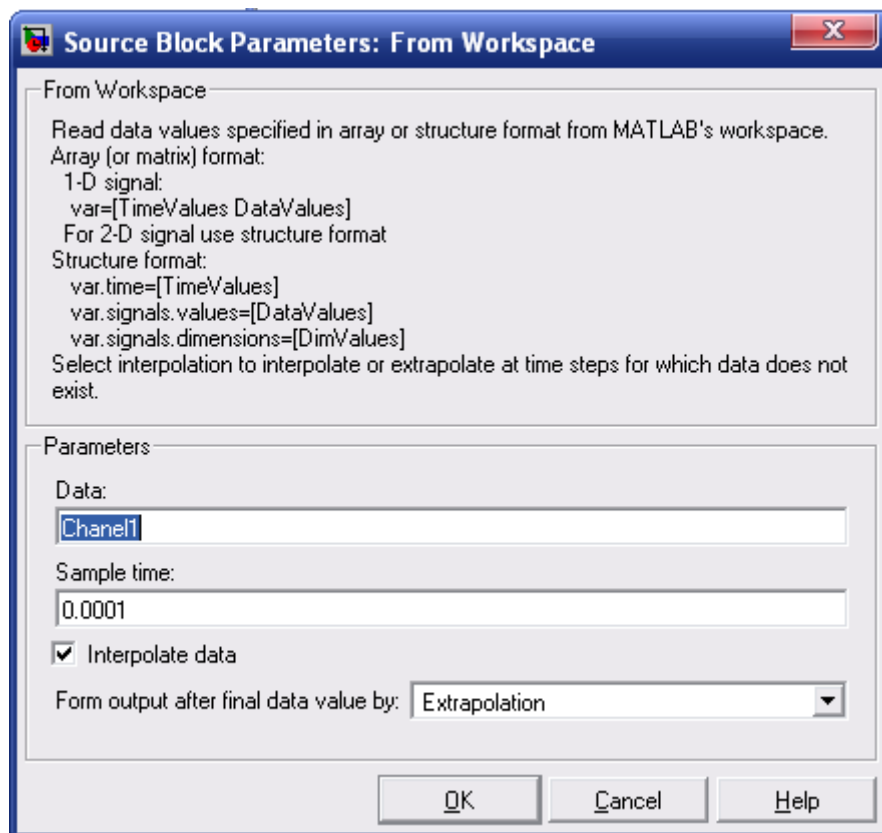 Source Block Parameters: From Workspace
From Workspace
Read data values specified in array or structure format from MATLAB's workspace.
Array (or matrix) format:
1-D signal:
var=[TimeValues DataValues]
For 2-D signal use structure format
Structure format:
var.time=[TimeValues]
var.signals.values=[DataValues]
var.signals.dimensions=[DimValues]
Select interpolation to interpolate or extrapolate at time steps for which data does not
exist.
Parameters
Data:
Chanel1
Sample time:
0.0001
Interpolate data
Form output after final data value by: Extrapolation
OK Cancel Help